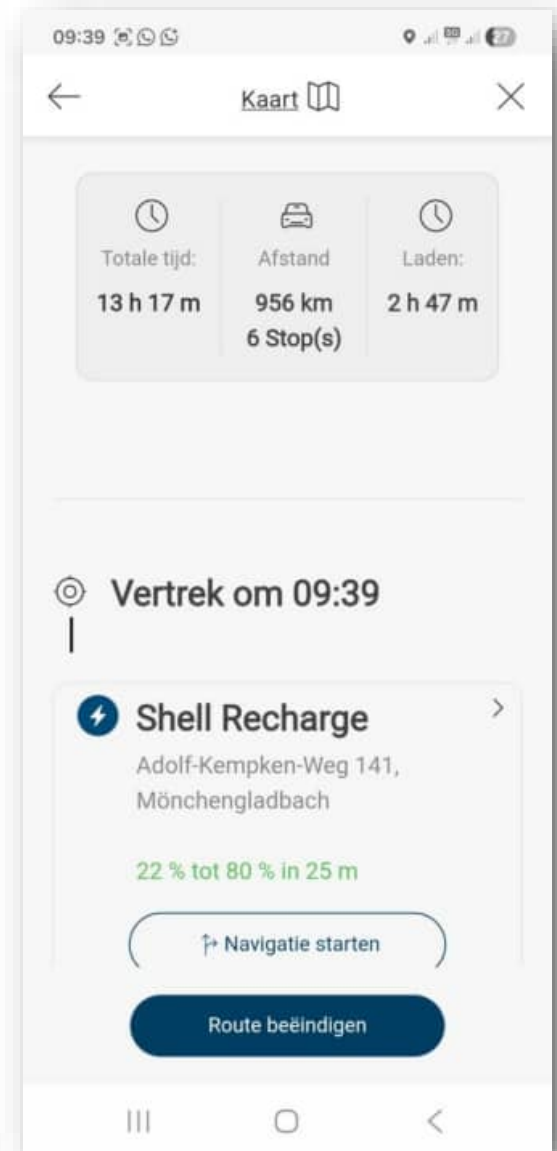 09:39
Kaart
Totale tijd:
13 h 17 m
Afstand
956 km
6 Stop(s)
Laden:
2 h 47 m
Vertrek om 09:39
Shell Recharge
Adolf-Kempken-Weg 141,
Mönchengladbach
22 % tot 80 % in 25 m
Navigatie starten
Route beëindigen